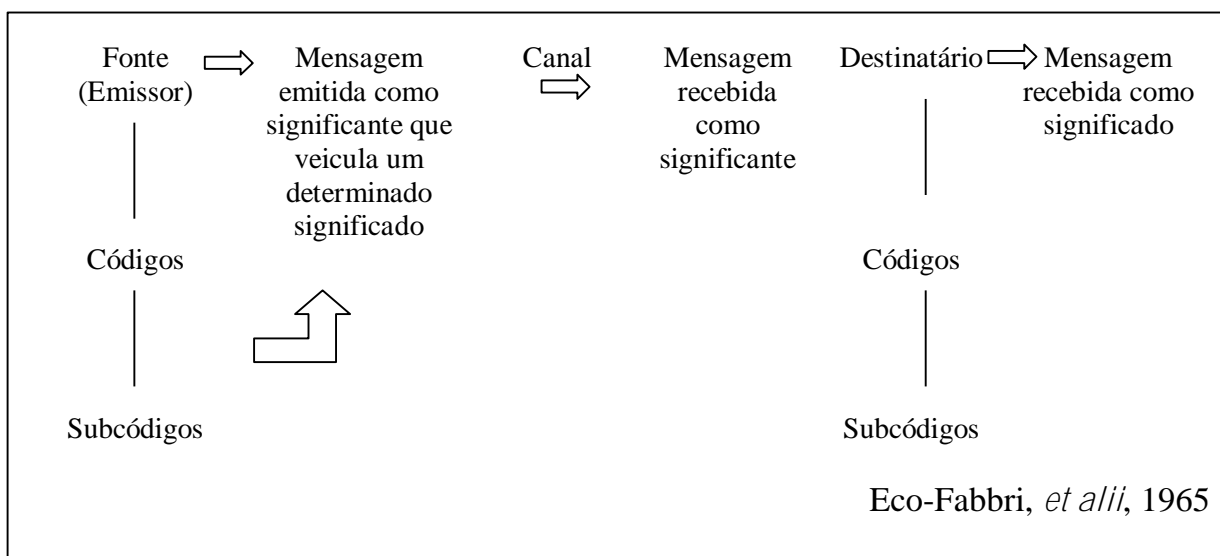 Fonte
(Emissor)
Mensagem
emitida como
significante que
veicula um
determinado
significado
Canal
Mensagem
recebida
como
significante
Destinatário
Mensagem
recebida como
significado
Códigos
Códigos
Subcódigos
Subcódigos
Eco-Fabbri, et alii, 1965